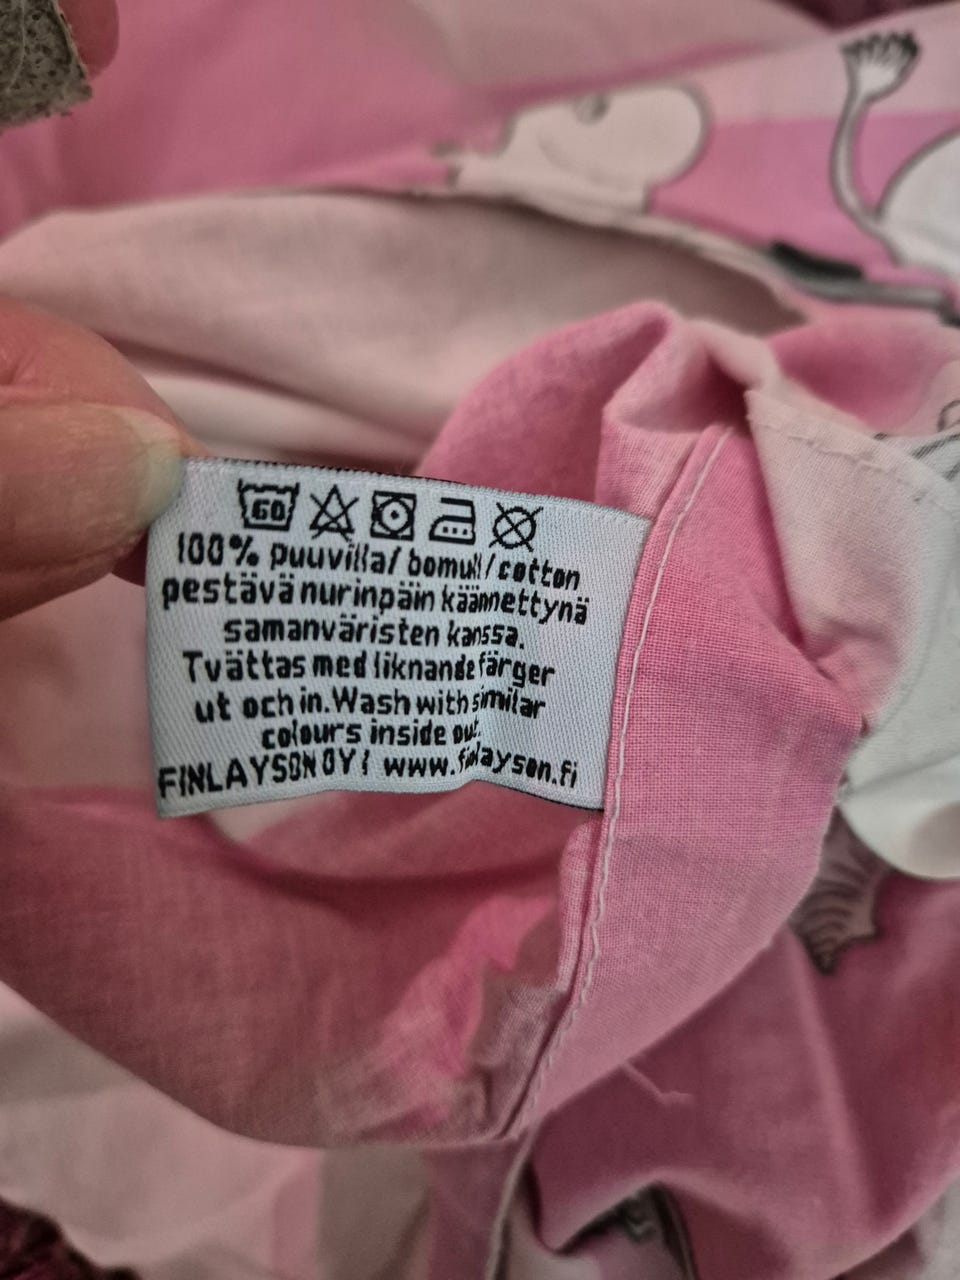 60
100% puuvilla/ bomull/cotton
pestävä nurinpäin käännettynä
samanväristen kanssa.
Tvättas med liknande färger
ut och in. Wash with similar
colours inside out.
FINLAYSON OY / www.finlayson.fi